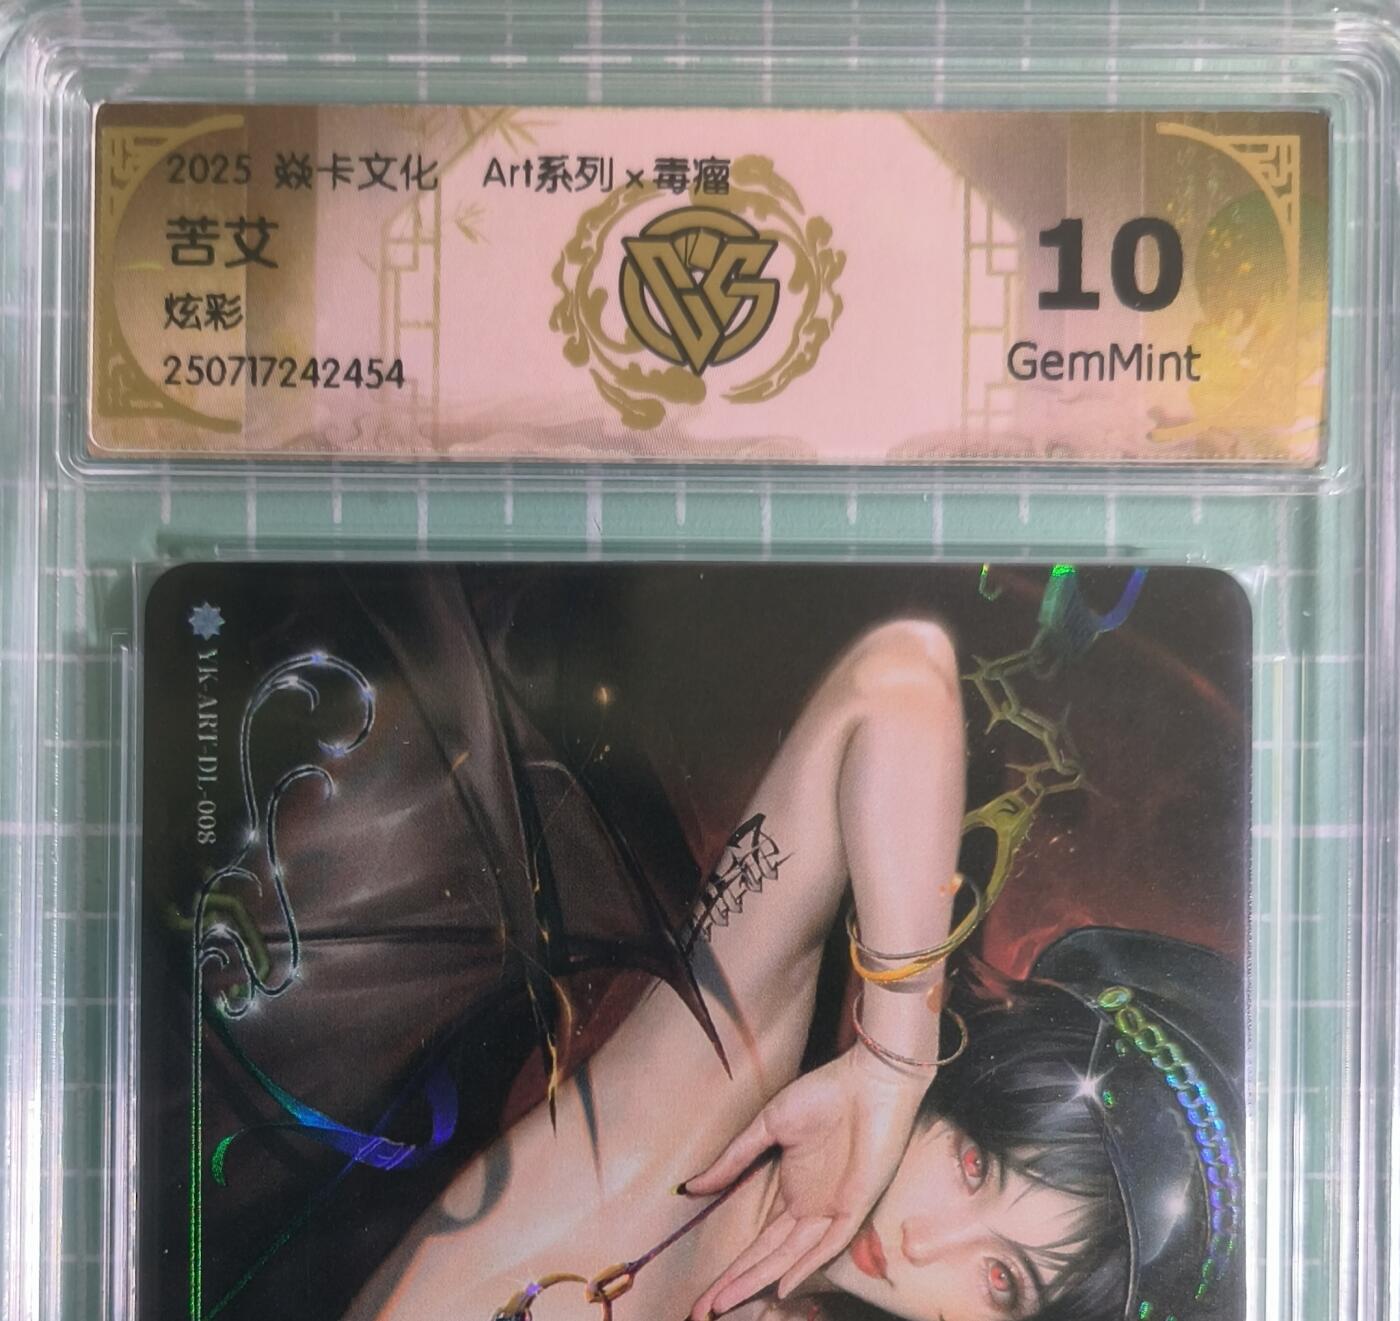 2025 焱卡文化 Art系列×毒瘤
苦艾
炫彩
250717242454
10
GemMint
YK-ART-DL-008